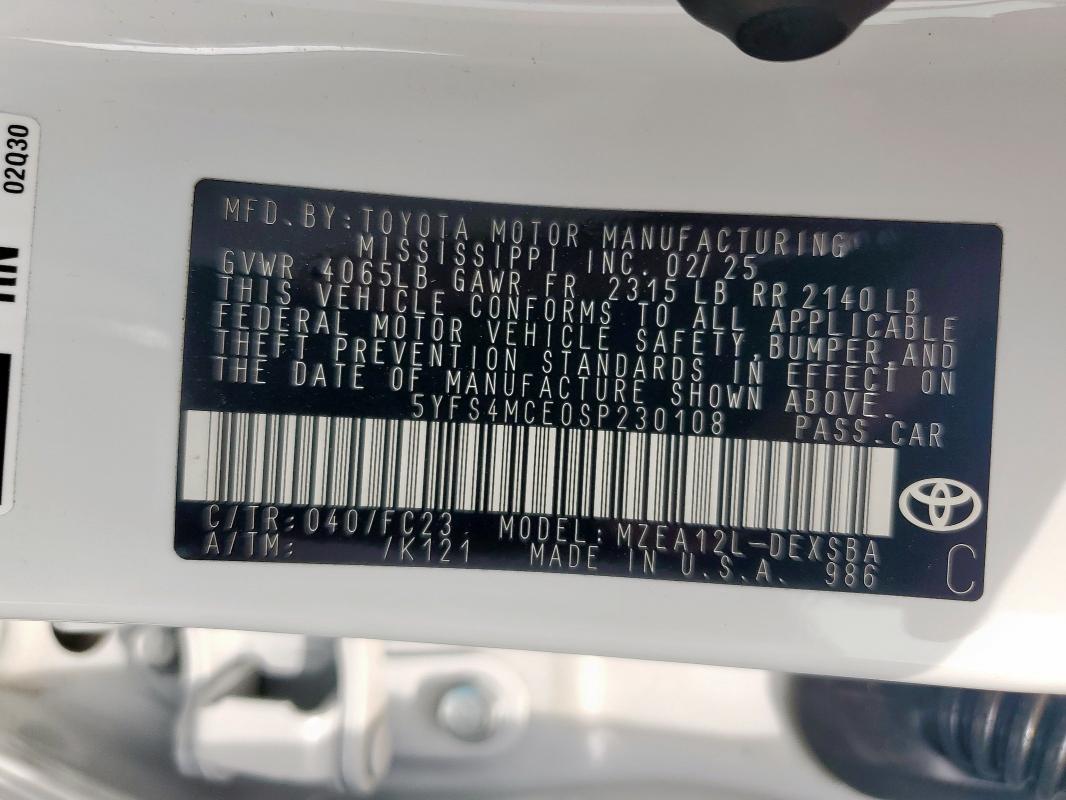 02Q30
MFD. BY: TOYOTA MOTOR MANUFACTURING
MISSISSIPPI INC. 02/25
GVWR 4065LB GAWR FR 2315 LB RR 2140 LB
THIS VEHICLE CONFORMS TO ALL APPLICABLE
FEDERAL MOTOR VEHICLE SAFETY, BUMPER, AND
THEFT PREVENTION STANDARDS IN EFFECT ON
THE DATE OF MANUFACTURE SHOWN ABOVE.
5YFS4MCE0SP230108 PASS. CAR
C/TR: 040/FC23 MODEL: MZEA12L-DEXSBA
A/TM: /K121 MADE IN U.S.A. 986
C